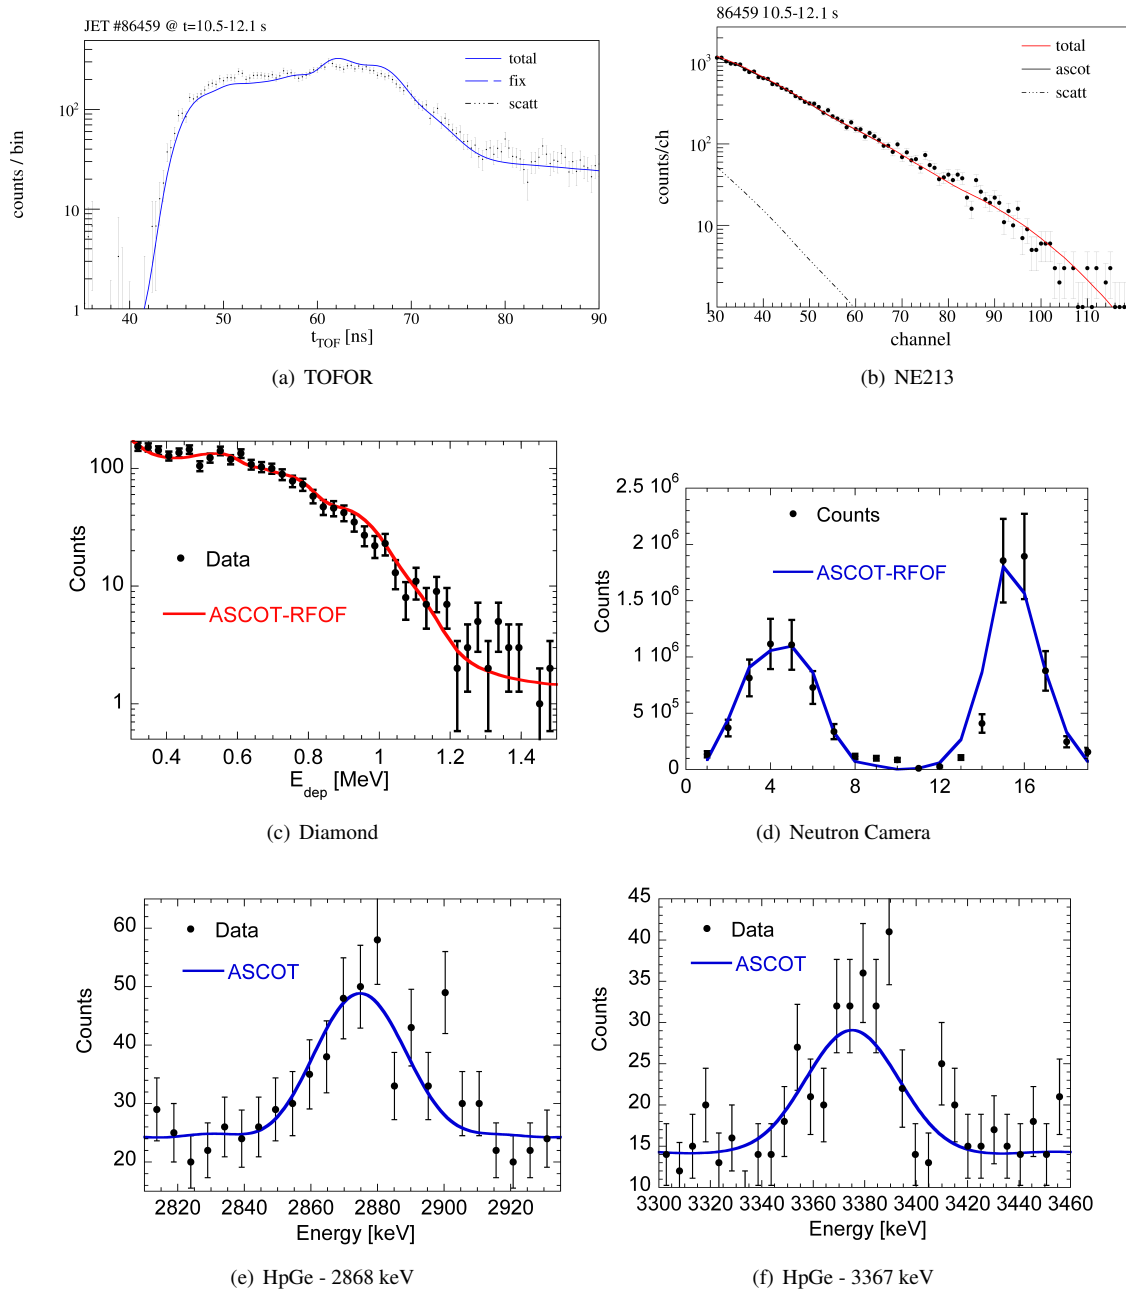 JET #86459 @ t=10.5-12.1 s
counts / bin
10²
10
1
total
fix
scatt
40 50 60 70 80 90
t_TOF [ns]
(a) TOFOR
86459 10.5-12.1 s
counts/ch
10³
10²
10
1
total
ascot
scatt
30 40 50 60 70 80 90 100 110
channel
(b) NE213
Counts
100
10
1
Data
ASCOT-RFOF
0.4 0.6 0.8 1 1.2 1.4
E_dep [MeV]
(c) Diamond
Counts
2.5 10⁶
2 10⁶
1.5 10⁶
1 10⁶
5 10⁵
0
Counts
ASCOT-RFOF
0 4 8 12 16
(d) Neutron Camera
Counts
60
50
40
30
20
Data
ASCOT
2820 2840 2860 2880 2900 2920
Energy [keV]
(e) HpGe - 2868 keV
Counts
45
40
35
30
25
20
15
10
Data
ASCOT
3300 3320 3340 3360 3380 3400 3420 3440 3460
Energy [keV]
(f) HpGe - 3367 keV